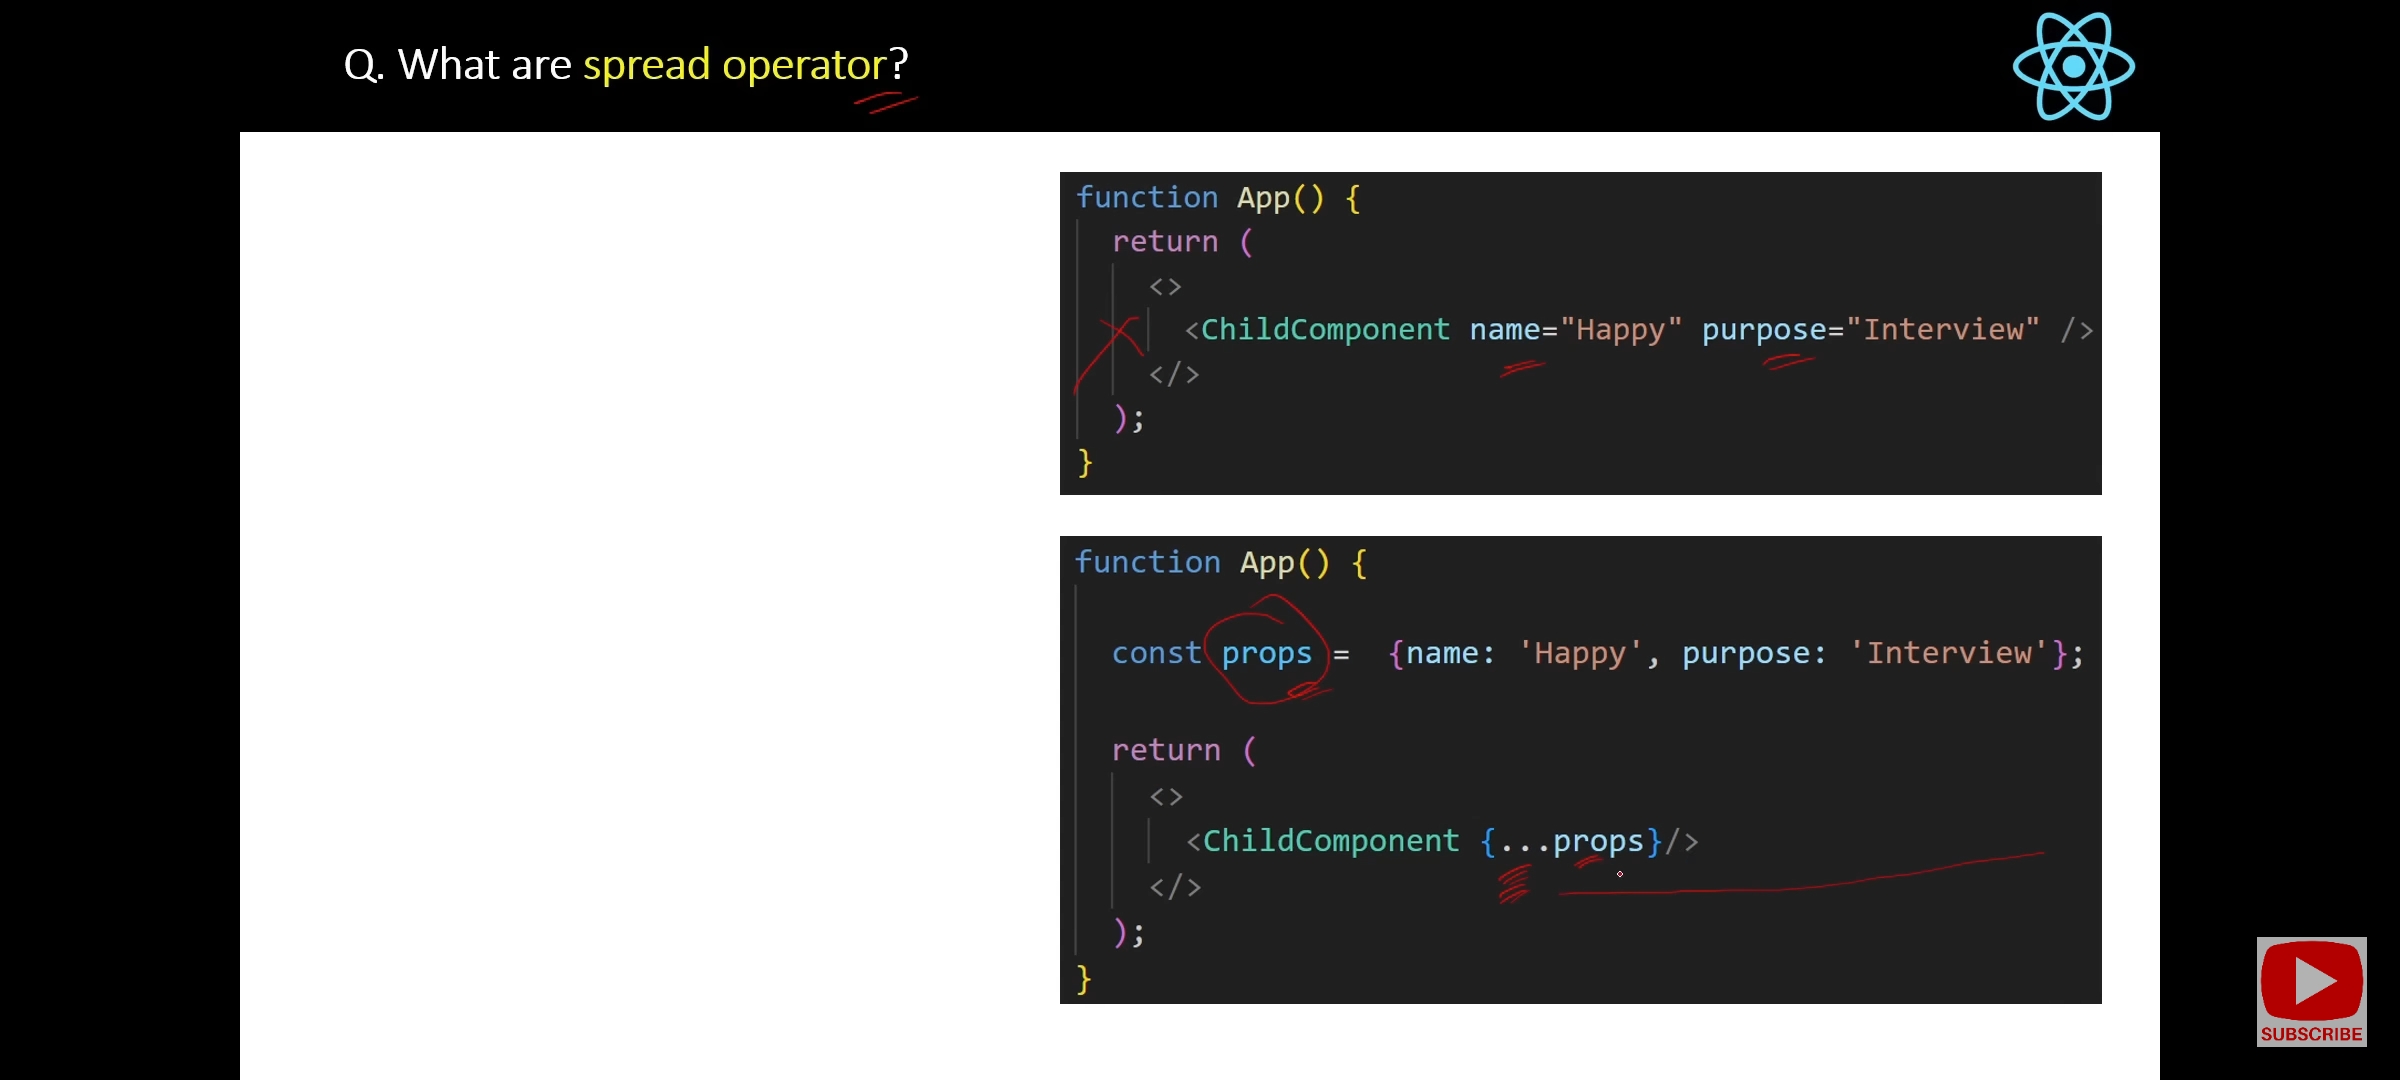 Q. What are spread operator?
function App() {
return (
<>
<ChildComponent name="Happy" purpose="Interview" />
</>
);
}
function App() {
const props = {name: 'Happy', purpose: 'Interview'};
return (
<>
<ChildComponent {...props}/>
</>
);
}
SUBSCRIBE